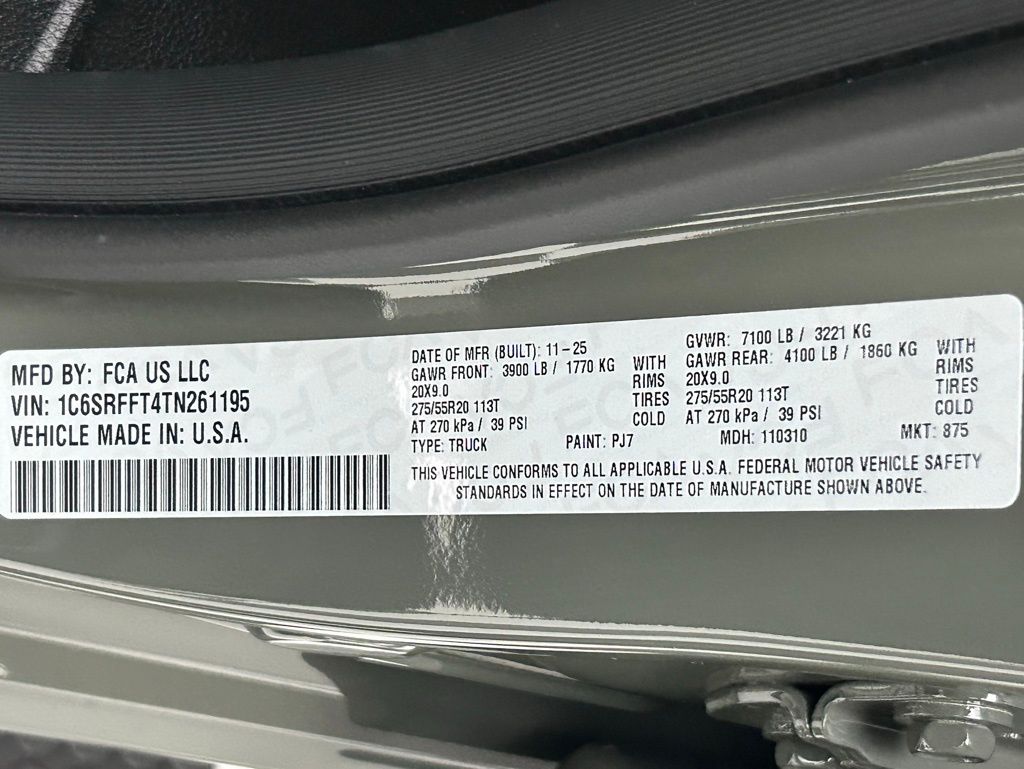 MFD BY: FCA US LLC
VIN: 1C6SRFFT4TN261195
VEHICLE MADE IN: U.S.A.
DATE OF MFR (BUILT): 11-25
GAWR FRONT: 3900 LB / 1770 KG WITH
20X9.0 RIMS
275/55R20 113T TIRES
AT 270 kPa / 39 PSI COLD
GVWR: 7100 LB / 3221 KG
GAWR REAR: 4100 LB / 1860 KG WITH
20X9.0 RIMS
275/55R20 113T TIRES
AT 270 kPa / 39 PSI COLD
TYPE: TRUCK PAINT: PJ7 MDH: 110310 MKT: 875
THIS VEHICLE CONFORMS TO ALL APPLICABLE U.S.A. FEDERAL MOTOR VEHICLE SAFETY
STANDARDS IN EFFECT ON THE DATE OF MANUFACTURE SHOWN ABOVE.